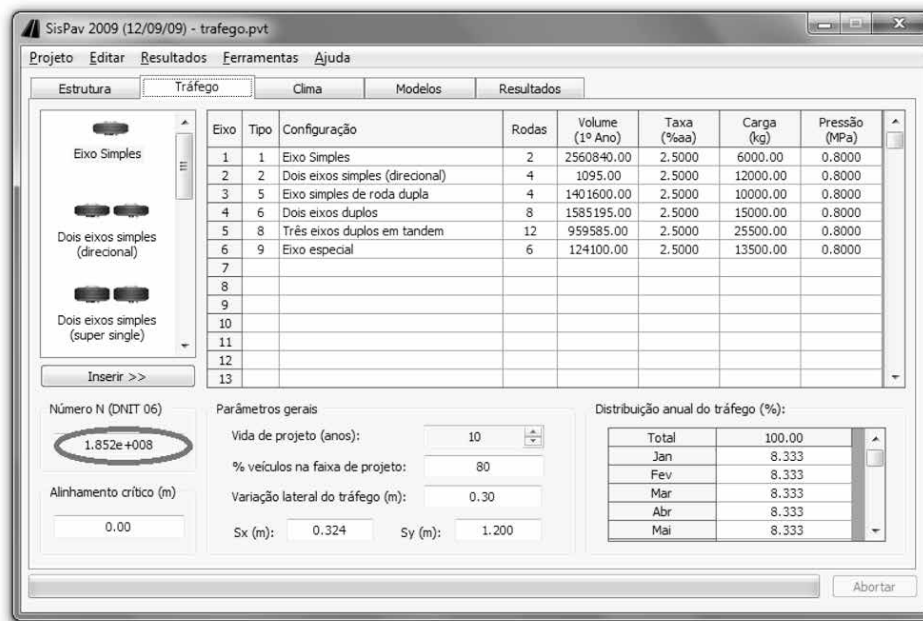 SisPav 2009 (12/09/09) - trafego.pvt
Projeto Editar Resultados Ferramentas Ajuda
Estrutura Tráfego Clima Modelos Resultados
Eixo Simples
Dois eixos simples
(direcional)
Dois eixos simples
(super single)
Inserir >>
Eixo Tipo Configuração Rodas Volume (1º Ano) Taxa (%aa) Carga (kg) Pressão (MPa)
1 1 Eixo Simples 2 2560840.00 2.5000 6000.00 0.8000
2 2 Dois eixos simples (direcional) 4 1095.00 2.5000 12000.00 0.8000
3 5 Eixo simples de roda dupla 4 1401600.00 2.5000 10000.00 0.8000
4 6 Dois eixos duplos 8 1585195.00 2.5000 15000.00 0.8000
5 8 Três eixos duplos em tandem 12 959585.00 2.5000 25500.00 0.8000
6 9 Eixo especial 6 124100.00 2.5000 13500.00 0.8000
7
8
9
10
11
12
13
Número N (DNIT 06)
1.852e+008
Alinhamento crítico (m)
0.00
Parâmetros gerais
Vida de projeto (anos): 10
% veículos na faixa de projeto: 80
Variação lateral do tráfego (m): 0.30
Sx (m): 0.324 Sy (m): 1.200
Distribuição anual do tráfego (%):
Total 100.00
Jan 8.333
Fev 8.333
Mar 8.333
Abr 8.333
Mai 8.333
Abortar